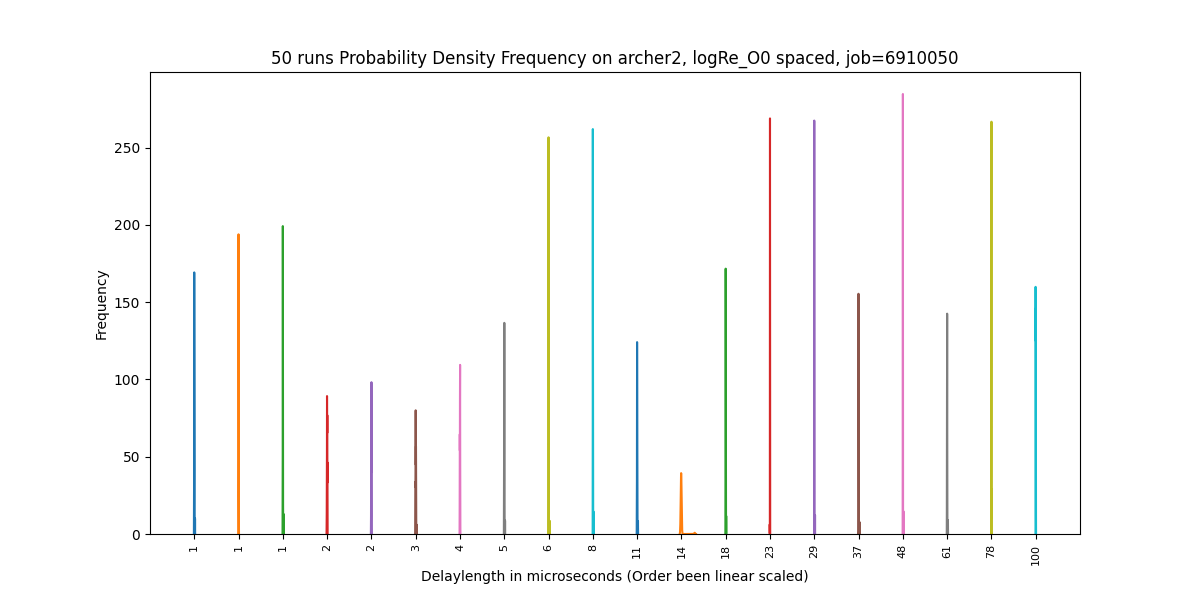 50 runs Probability Density Frequency on archer2, logRe_O0 spaced, job=6910050
Frequency
250
200
150
100
50
0
1 1 1 2 2 3 4 5 6 8 11 14 18 23 29 37 48 61 78 100
Delaylength in microseconds (Order been linear scaled)